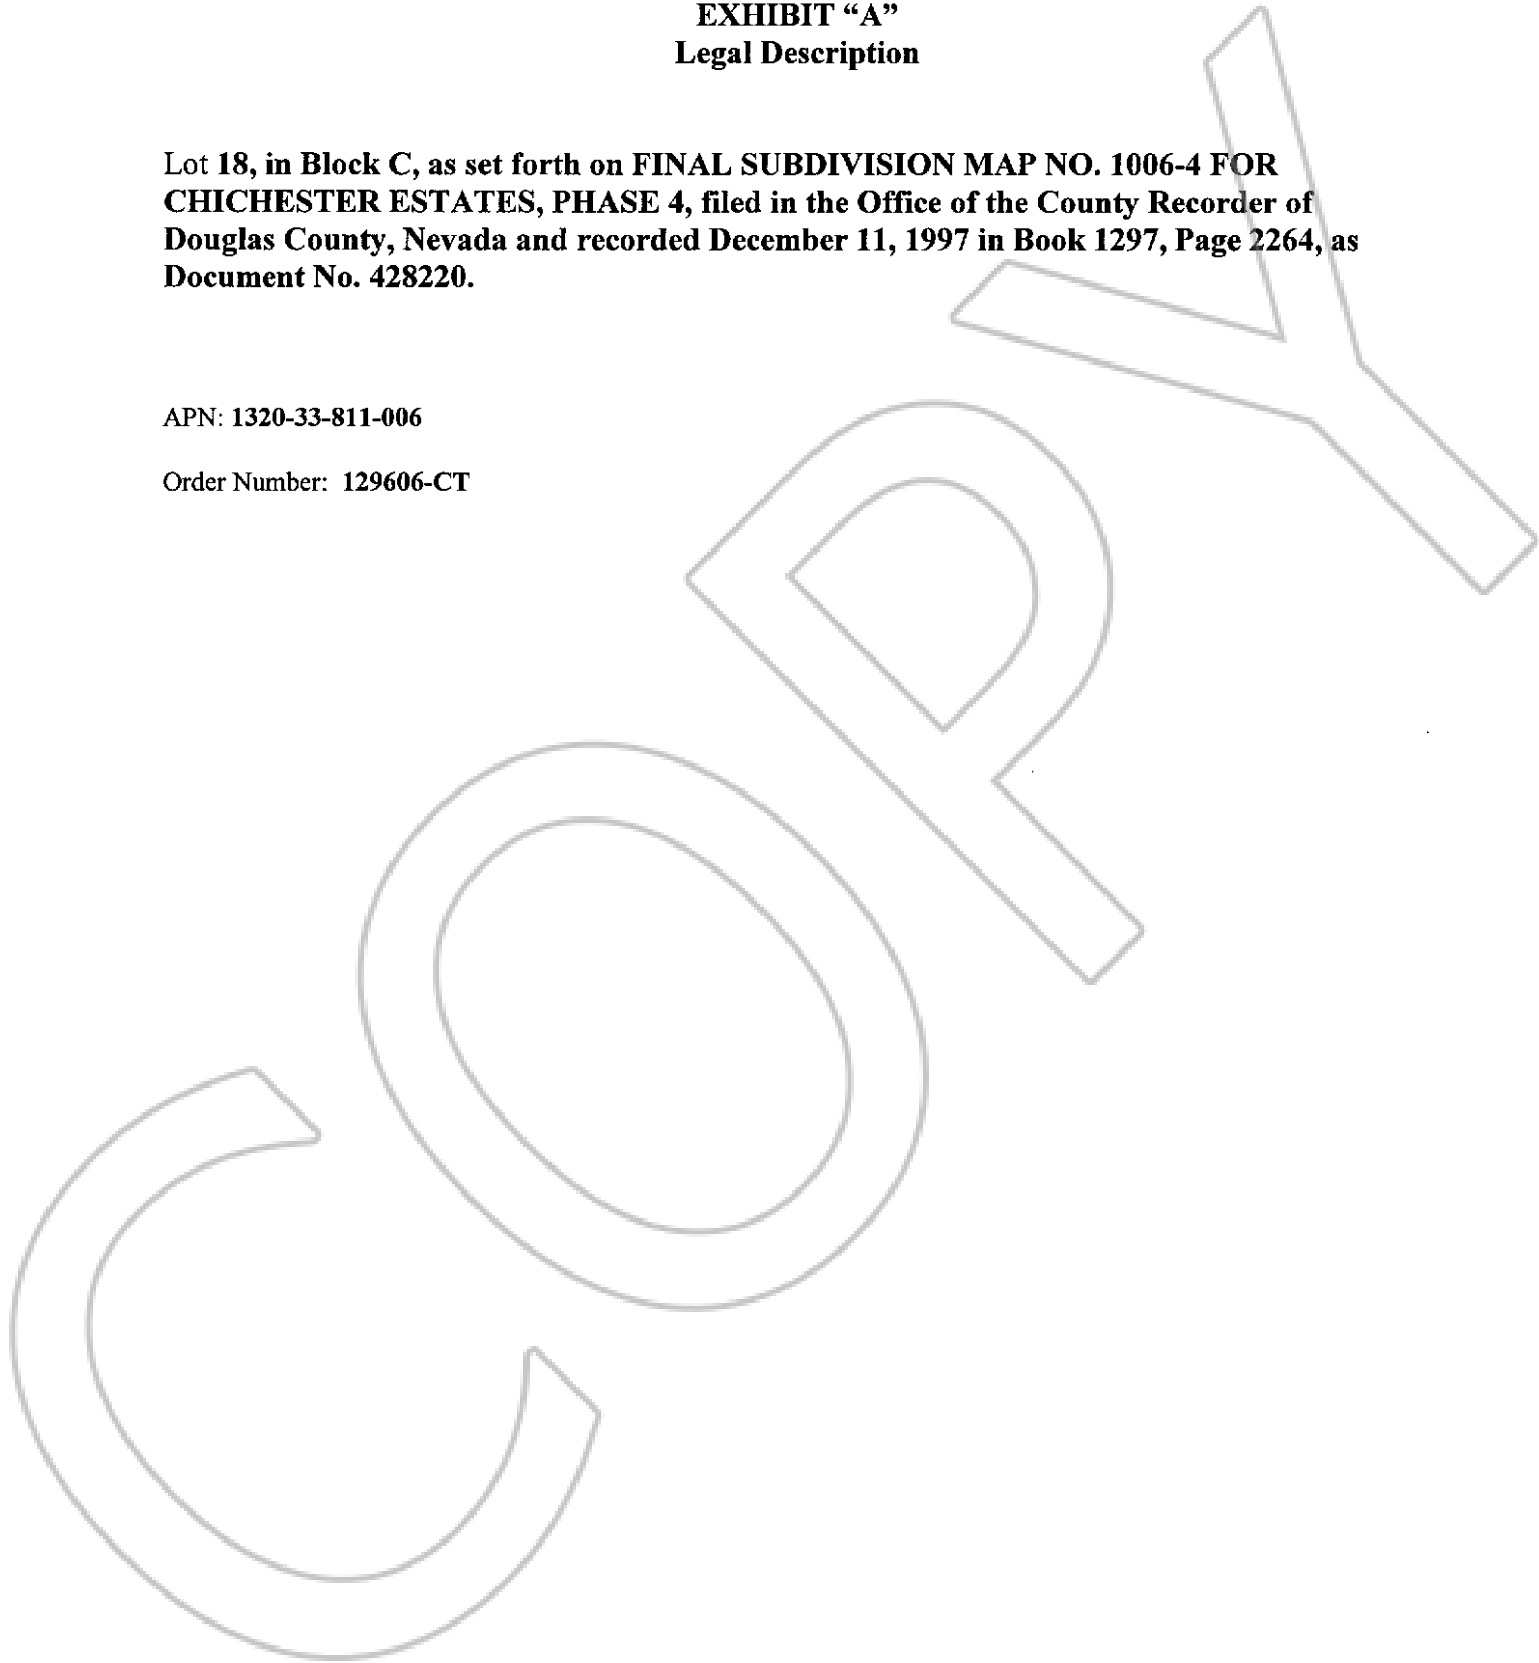 EXHIBIT “A”
Legal Description
Lot 18, in Block C, as set forth on FINAL SUBDIVISION MAP NO. 1006-4 FOR
CHICHESTER ESTATES, PHASE 4, filed in the Office of the County Recorder of
Douglas County, Nevada and recorded December 11, 1997 in Book 1297, Page 2264, as
Document No. 428220.
APN: 1320-33-811-006
Order Number: 129606-CT
COPY